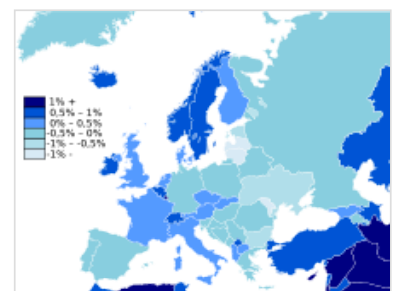 1% +
0,5% – 1%
0% – 0,5%
-0,5% – 0%
-1% – -0,5%
-1% -